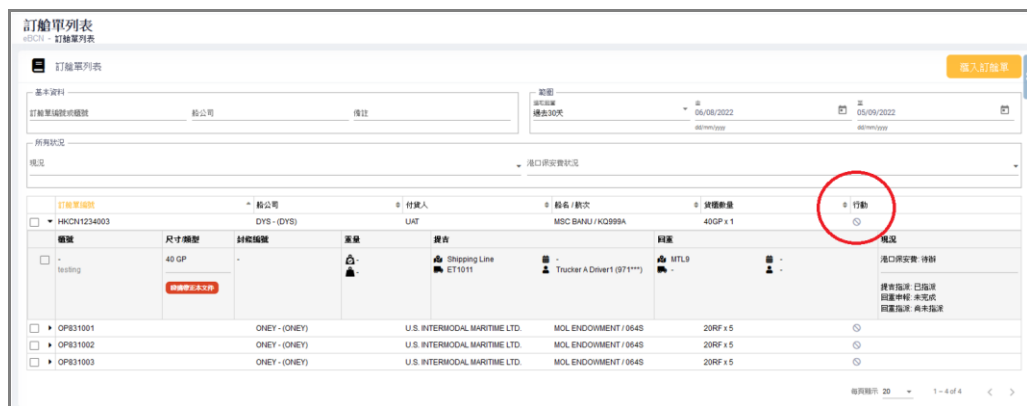 訂艙單列表
eBCN - 訂艙單列表
訂艙單列表
匯入訂艙單
基本資料
訂艙單編號或櫃號 船公司 備註
範圍
選取範圍 由 至
過去30天 06/08/2022 05/09/2022
dd/mm/yyyy dd/mm/yyyy
所有狀況
現況 港口保安費狀況
訂艙單編號 船公司 付貨人 船名 / 航次 貨櫃數量 行動
HKCN1234003 DYS - (DYS) UAT MSC BANU / KQ999A 40GP x 1
櫃號 尺寸/類型 封條編號 重量 提吉 回重 現況
- 40 GP - - Shipping Line - MTL9 - 港口保安費: 待辦
testing - ET1011 Trucker A Driver1 (971***) - -
提吉指派: 已指派
回重申報: 未完成
回重指派: 尚未指派
OP831001 ONEY - (ONEY) U.S. INTERMODAL MARITIME LTD. MOL ENDOWMENT / 064S 20RF x 5
OP831002 ONEY - (ONEY) U.S. INTERMODAL MARITIME LTD. MOL ENDOWMENT / 064S 20RF x 5
OP831003 ONEY - (ONEY) U.S. INTERMODAL MARITIME LTD. MOL ENDOWMENT / 064S 20RF x 5
每頁顯示 20 1 – 4 of 4